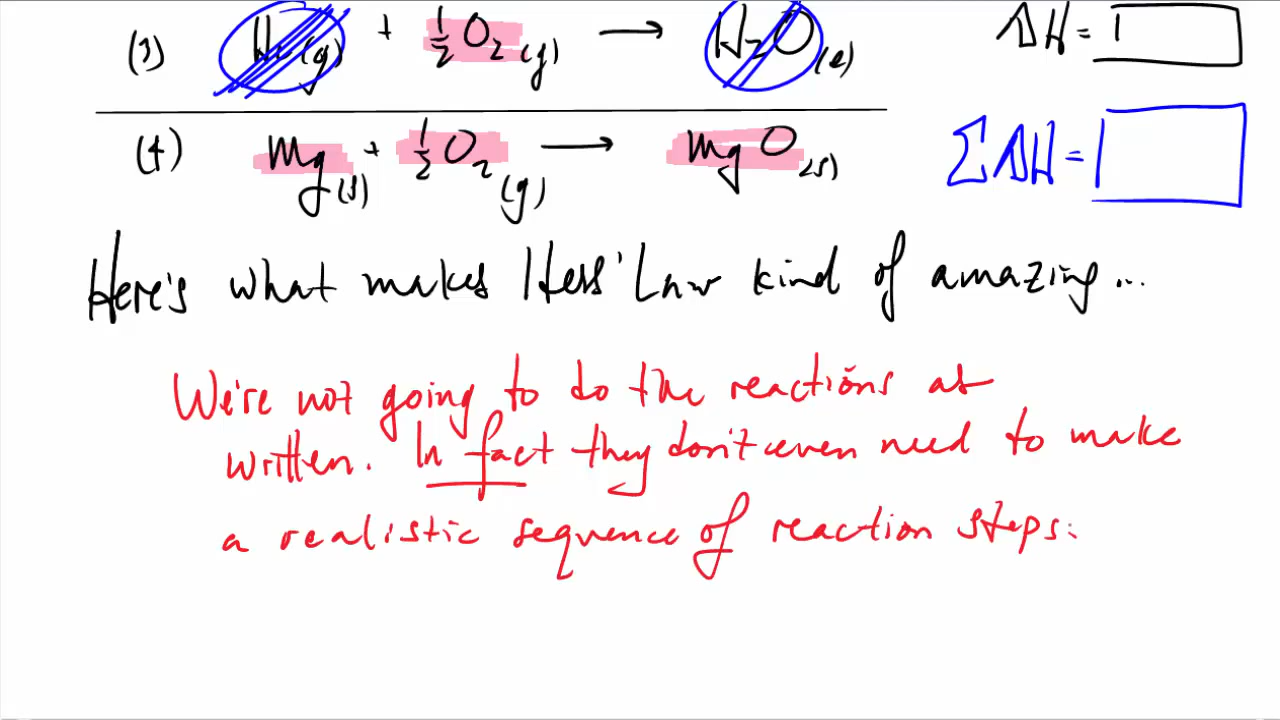 (3) H₂(g) + ½O₂(g) → H₂O(l) ΔH =
(4) Mg(s) + ½O₂(g) → MgO(s) ΣΔH =
Here's what makes Hess' Law kind of amazing...
We're not going to do the reactions as
written. In fact they don't even need to make
a realistic sequence of reaction steps.